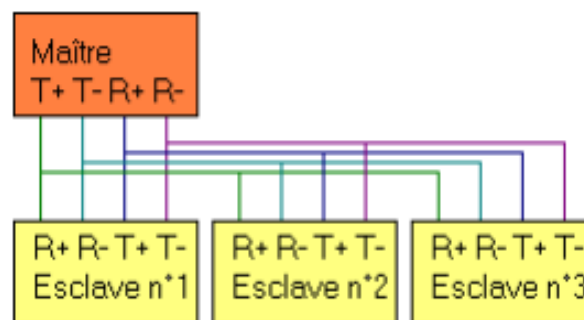 Maître
T+ T- R+ R-
R+ R- T+ T-
Esclave n°1
R+ R- T+ T-
Esclave n°2
R+ R- T+ T-
Esclave n°3